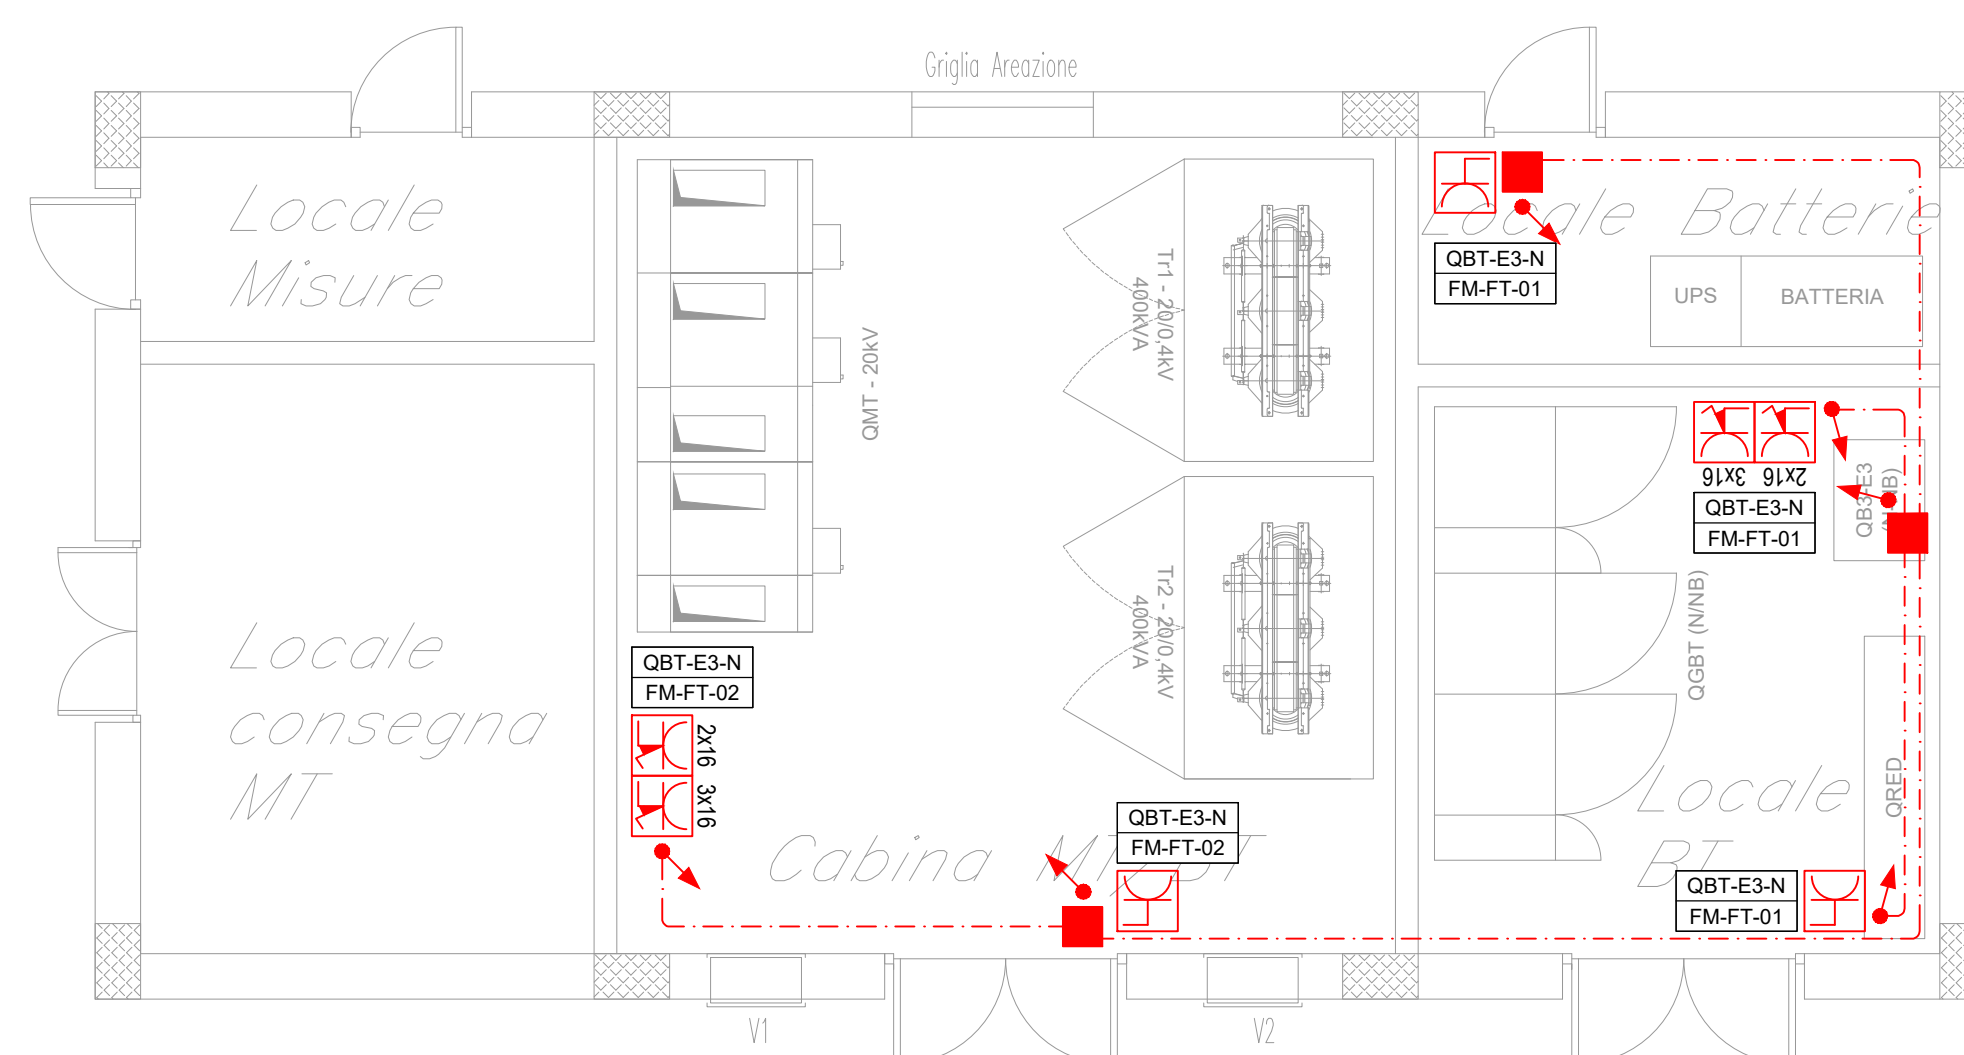 Griglia Areazione
Locale
Misure
Locale
consegna
MT
QMT - 20kV
Tr1 - 20/0,4kV
400kVA
Tr2 - 20/0,4kV
400kVA
Locale Batterie
QBT-E3-N
FM-FT-01
UPS
BATTERIA
3x16
2x16
QBT-E3-N
FM-FT-01
QB3-E3
(N-NB)
QGBT (N/NB)
QBT-E3-N
FM-FT-02
2x16
3x16
Cabina MT/BT
QBT-E3-N
FM-FT-02
Locale
BT
QRED
QBT-E3-N
FM-FT-01
V1
V2